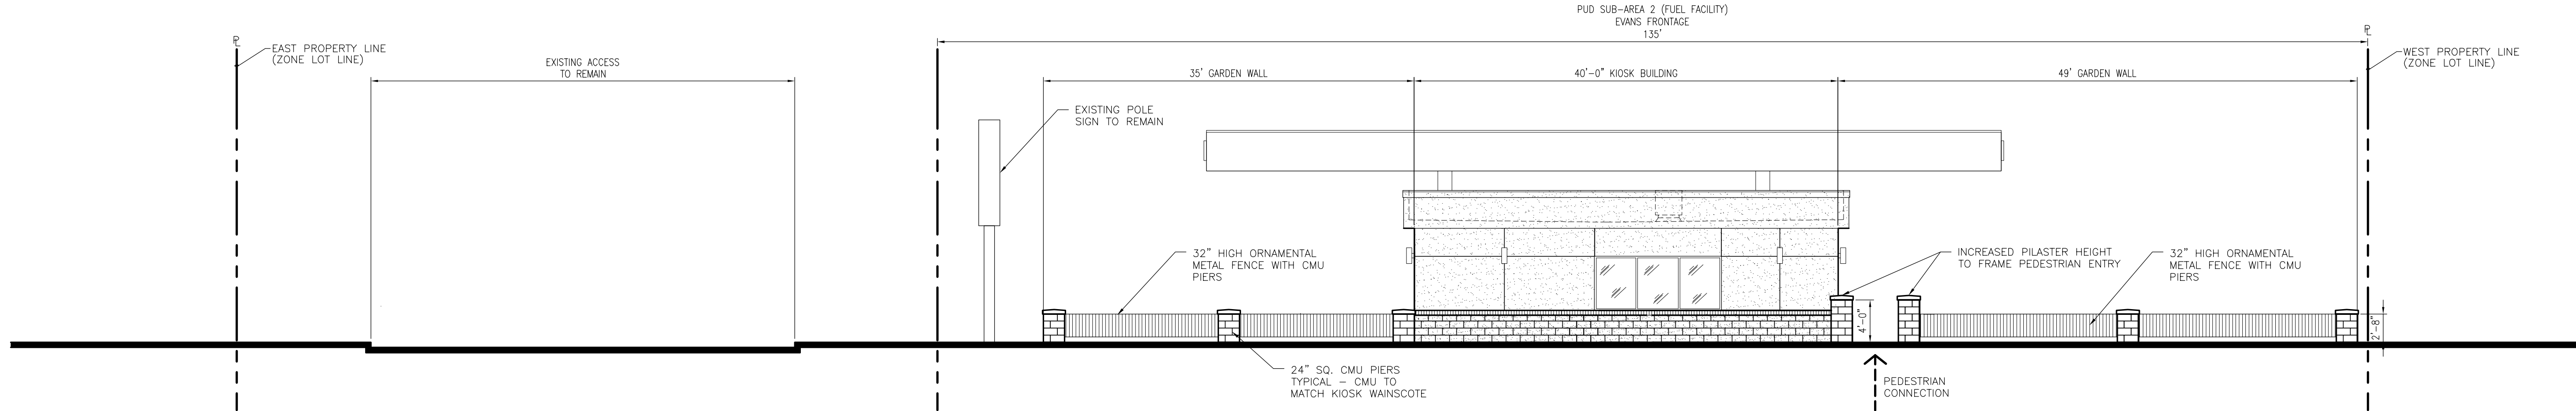 PUD SUB-AREA 2 (FUEL FACILITY)
EVANS FRONTAGE
135'
PL
EAST PROPERTY LINE
(ZONE LOT LINE)
EXISTING ACCESS
TO REMAIN
35' GARDEN WALL
40'-0" KIOSK BUILDING
49' GARDEN WALL
PL
WEST PROPERTY LINE
(ZONE LOT LINE)
EXISTING POLE
SIGN TO REMAIN
32" HIGH ORNAMENTAL
METAL FENCE WITH CMU
PIERS
INCREASED PILASTER HEIGHT
TO FRAME PEDESTRIAN ENTRY
32" HIGH ORNAMENTAL
METAL FENCE WITH CMU
PIERS
4'-0"
2'-8"
24" SQ. CMU PIERS
TYPICAL – CMU TO
MATCH KIOSK WAINSCOTE
PEDESTRIAN
CONNECTION